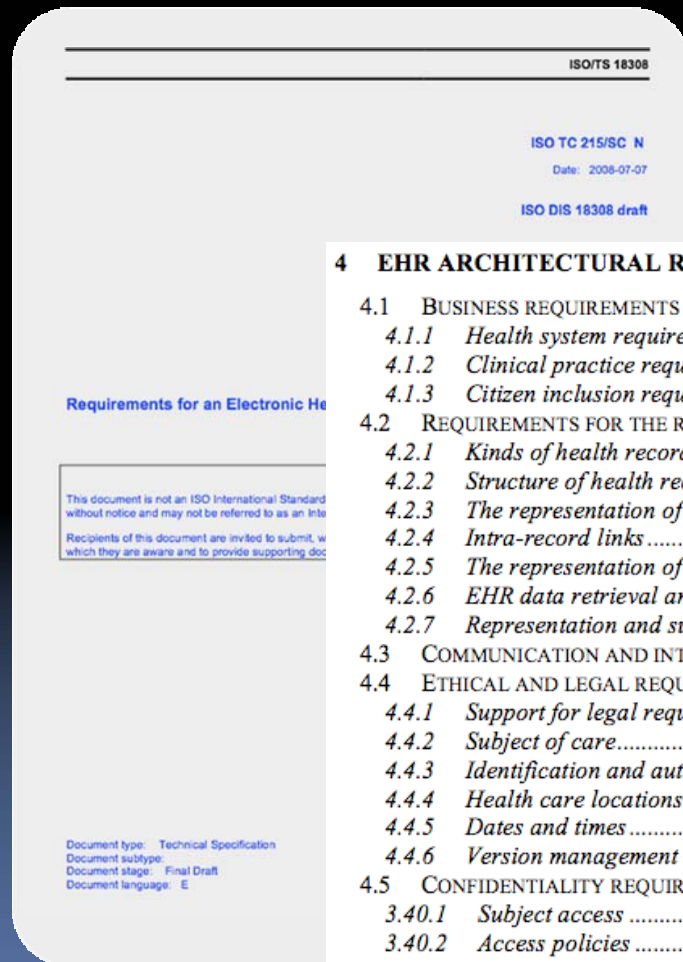 ISO/TS 18308
ISO TC 215/SC N
Date: 2008-07-07
ISO DIS 18308 draft
Requirements for an Electronic He
This document is not an ISO International Standard
without notice and may not be referred to as an Inte
Recipients of this document are invited to submit, w
which they are aware and to provide supporting doc
Document type: Technical Specification
Document subtype:
Document stage: Final Draft
Document language: E
4 EHR ARCHITECTURAL R
4.1 BUSINESS REQUIREMENTS
4.1.1 Health system require
4.1.2 Clinical practice requ
4.1.3 Citizen inclusion requ
4.2 REQUIREMENTS FOR THE R
4.2.1 Kinds of health record
4.2.2 Structure of health re
4.2.3 The representation of
4.2.4 Intra-record links......
4.2.5 The representation of
4.2.6 EHR data retrieval an
4.2.7 Representation and su
4.3 COMMUNICATION AND INT
4.4 ETHICAL AND LEGAL REQU
4.4.1 Support for legal requ
4.4.2 Subject of care...........
4.4.3 Identification and aut
4.4.4 Health care locations
4.4.5 Dates and times.........
4.4.6 Version management
4.5 CONFIDENTIALITY REQUIR
3.40.1 Subject access .........
3.40.2 Access policies ........